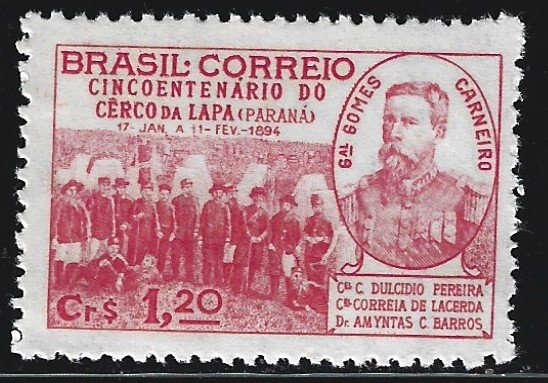 BRASIL·CORREIO
CINCOENTENÁRIO DO
CÊRCO DA LAPA (PARANÁ)
17-JAN. A 11-FEV.-1894
GAL GOMES
CARNEIRO
Cr$ 1,20
CEL C. DULCIDIO PEREIRA
CEL CORREIA DE LACERDA
Dr. AMYNTAS C. BARROS